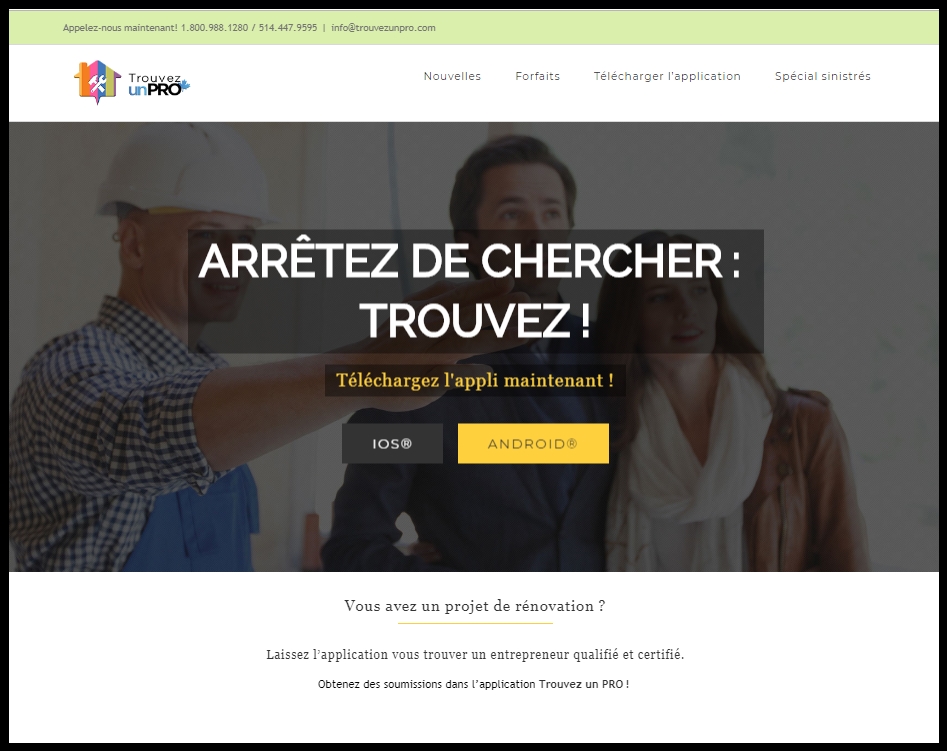 Appelez-nous maintenant! 1.800.988.1280 / 514.447.9595 | info@trouvezunpro.com
Trouvez
unPRO
Nouvelles Forfaits Télécharger l'application Spécial sinistrés
ARRÊTEZ DE CHERCHER :
TROUVEZ !
Téléchargez l'appli maintenant !
IOS® ANDROID®
Vous avez un projet de rénovation ?
Laissez l'application vous trouver un entrepreneur qualifié et certifié.
Obtenez des soumissions dans l'application Trouvez un PRO !